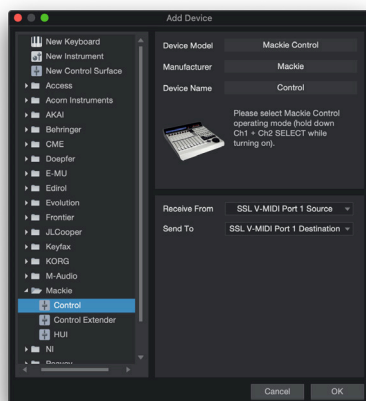 Add Device
New Keyboard
New Instrument
New Control Surface
Access
Acorn Instruments
AKAI
Behringer
CME
Doepfer
E-MU
Edirol
Evolution
Frontier
JLCooper
Keyfax
KORG
M-Audio
Mackie
Control
Control Extender
HUI
NI
Peavey
Device Model Mackie Control
Manufacturer Mackie
Device Name Control
Please select Mackie Control
operating mode (hold down
Ch1 + Ch2 SELECT while
turning on).
Receive From SSL V-MIDI Port 1 Source
Send To SSL V-MIDI Port 1 Destination
Cancel OK